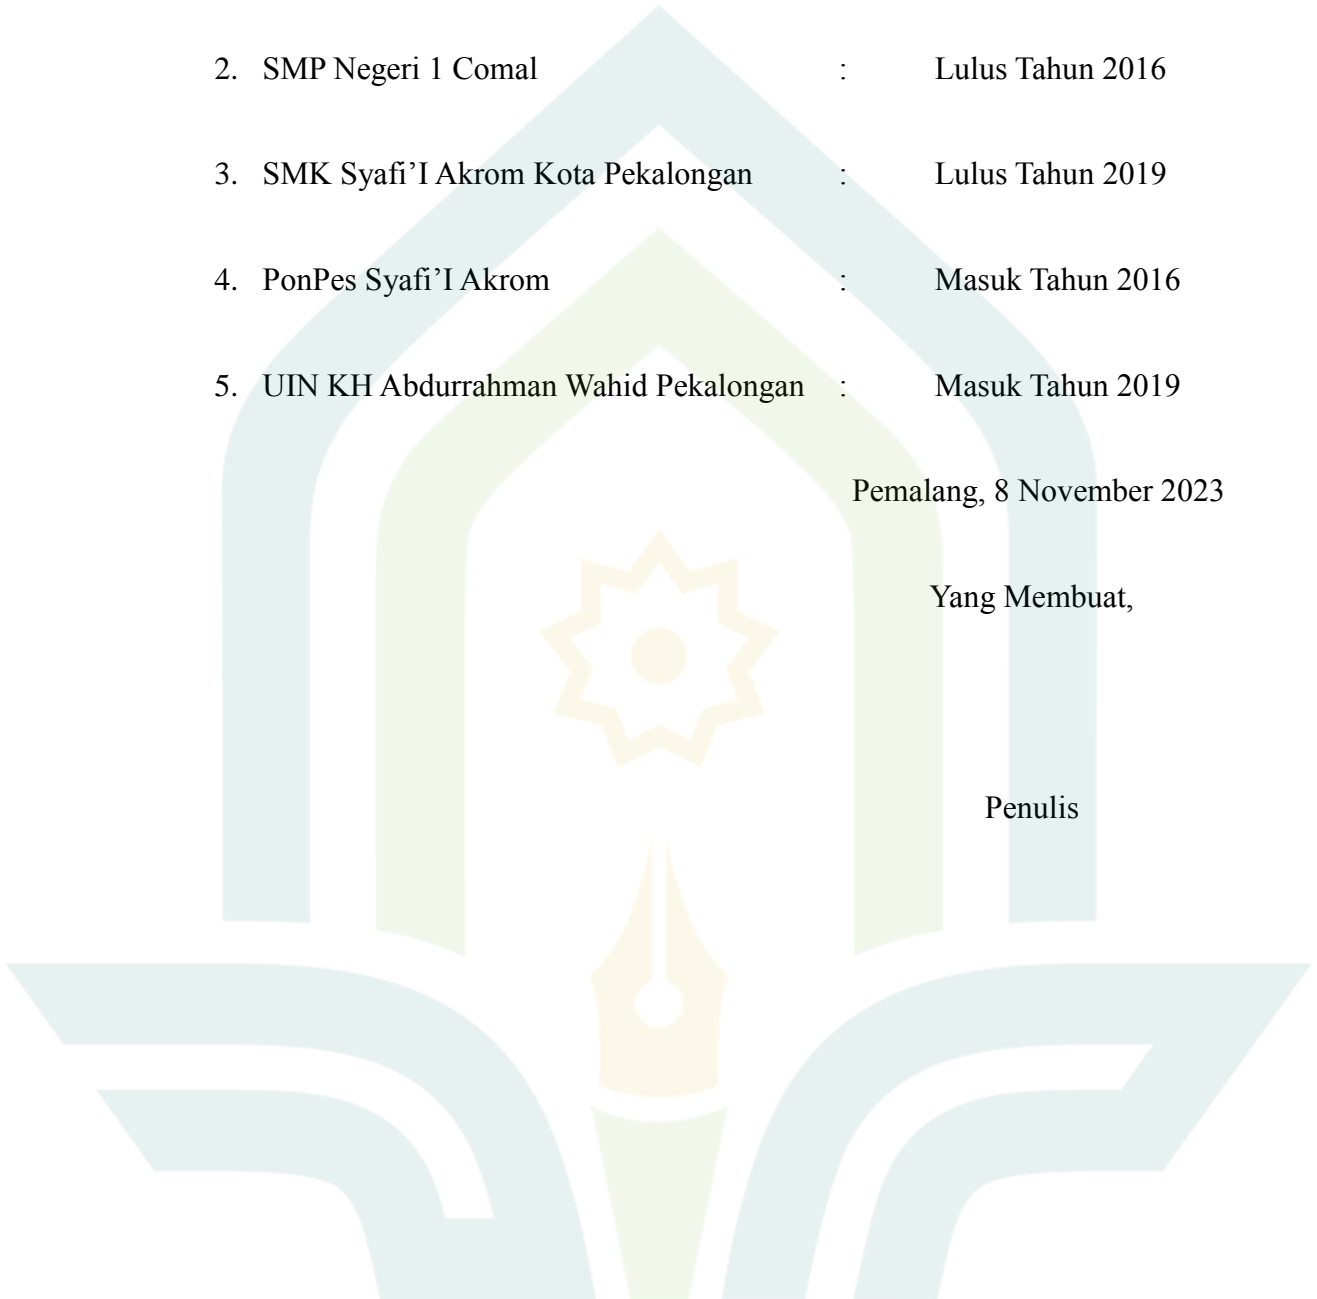 2. SMP Negeri 1 Comal : Lulus Tahun 2016
3. SMK Syafi’I Akrom Kota Pekalongan : Lulus Tahun 2019
4. PonPes Syafi’I Akrom : Masuk Tahun 2016
5. UIN KH Abdurrahman Wahid Pekalongan : Masuk Tahun 2019
Pemalang, 8 November 2023
Yang Membuat,
Penulis